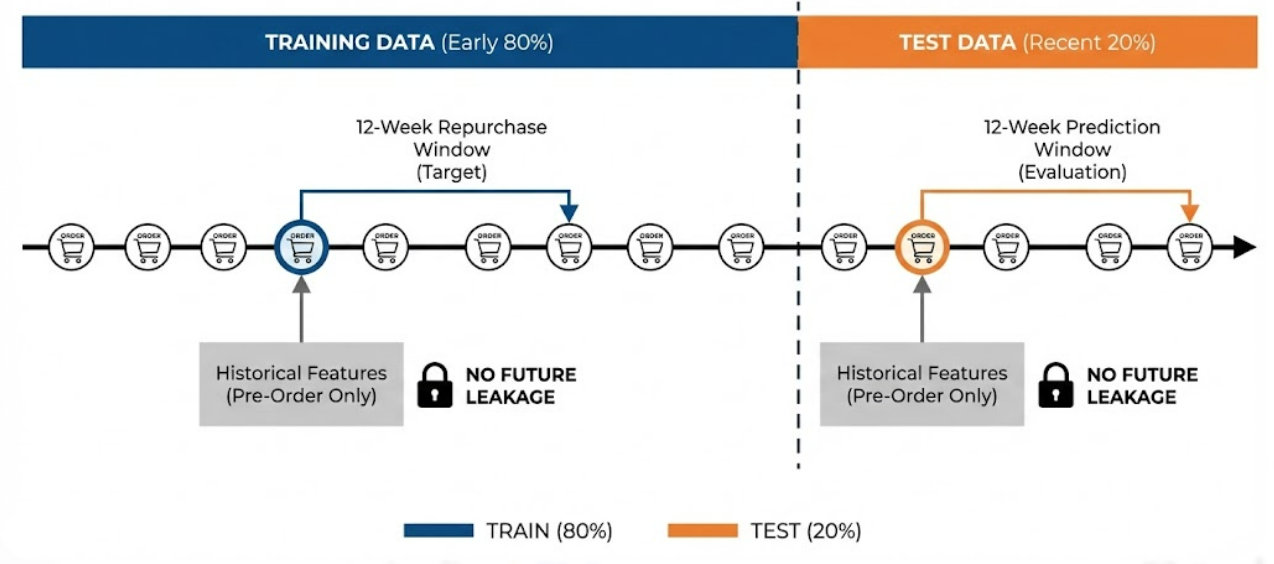 TRAINING DATA (Early 80%)
TEST DATA (Recent 20%)
12-Week Repurchase
Window
(Target)
12-Week Prediction
Window
(Evaluation)
ORDER
ORDER
ORDER
ORDER
ORDER
ORDER
ORDER
ORDER
ORDER
ORDER
ORDER
ORDER
ORDER
ORDER
Historical Features
(Pre-Order Only)
NO FUTURE
LEAKAGE
Historical Features
(Pre-Order Only)
NO FUTURE
LEAKAGE
TRAIN (80%)
TEST (20%)